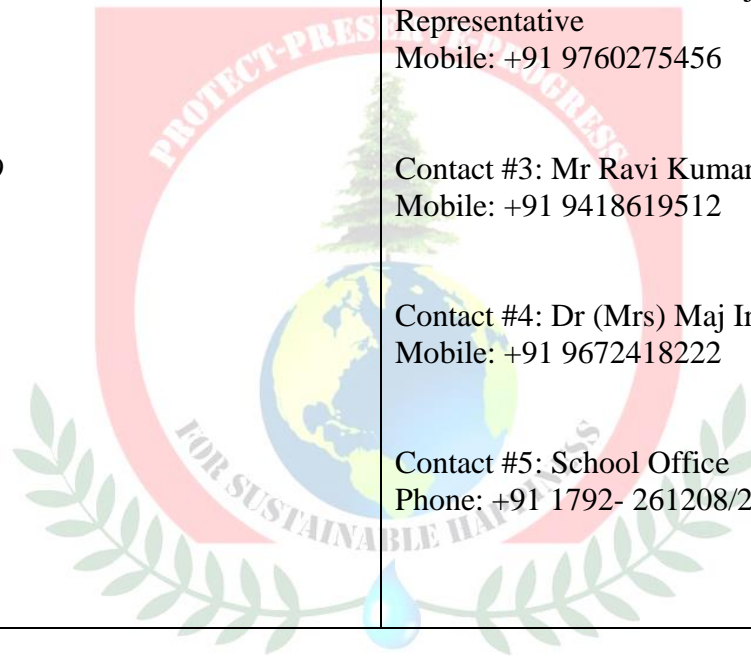 Representative
Mobile: +91 9760275456
Contact #3: Mr Ravi Kumar
Mobile: +91 9418619512
Contact #4: Dr (Mrs) Maj
Mobile: +91 9672418222
Contact #5: School Office
Phone: +91 1792- 261208/2
PROTECT-PRESERVE-PROGRESS
FOR SUSTAINABLE HAPPINESS